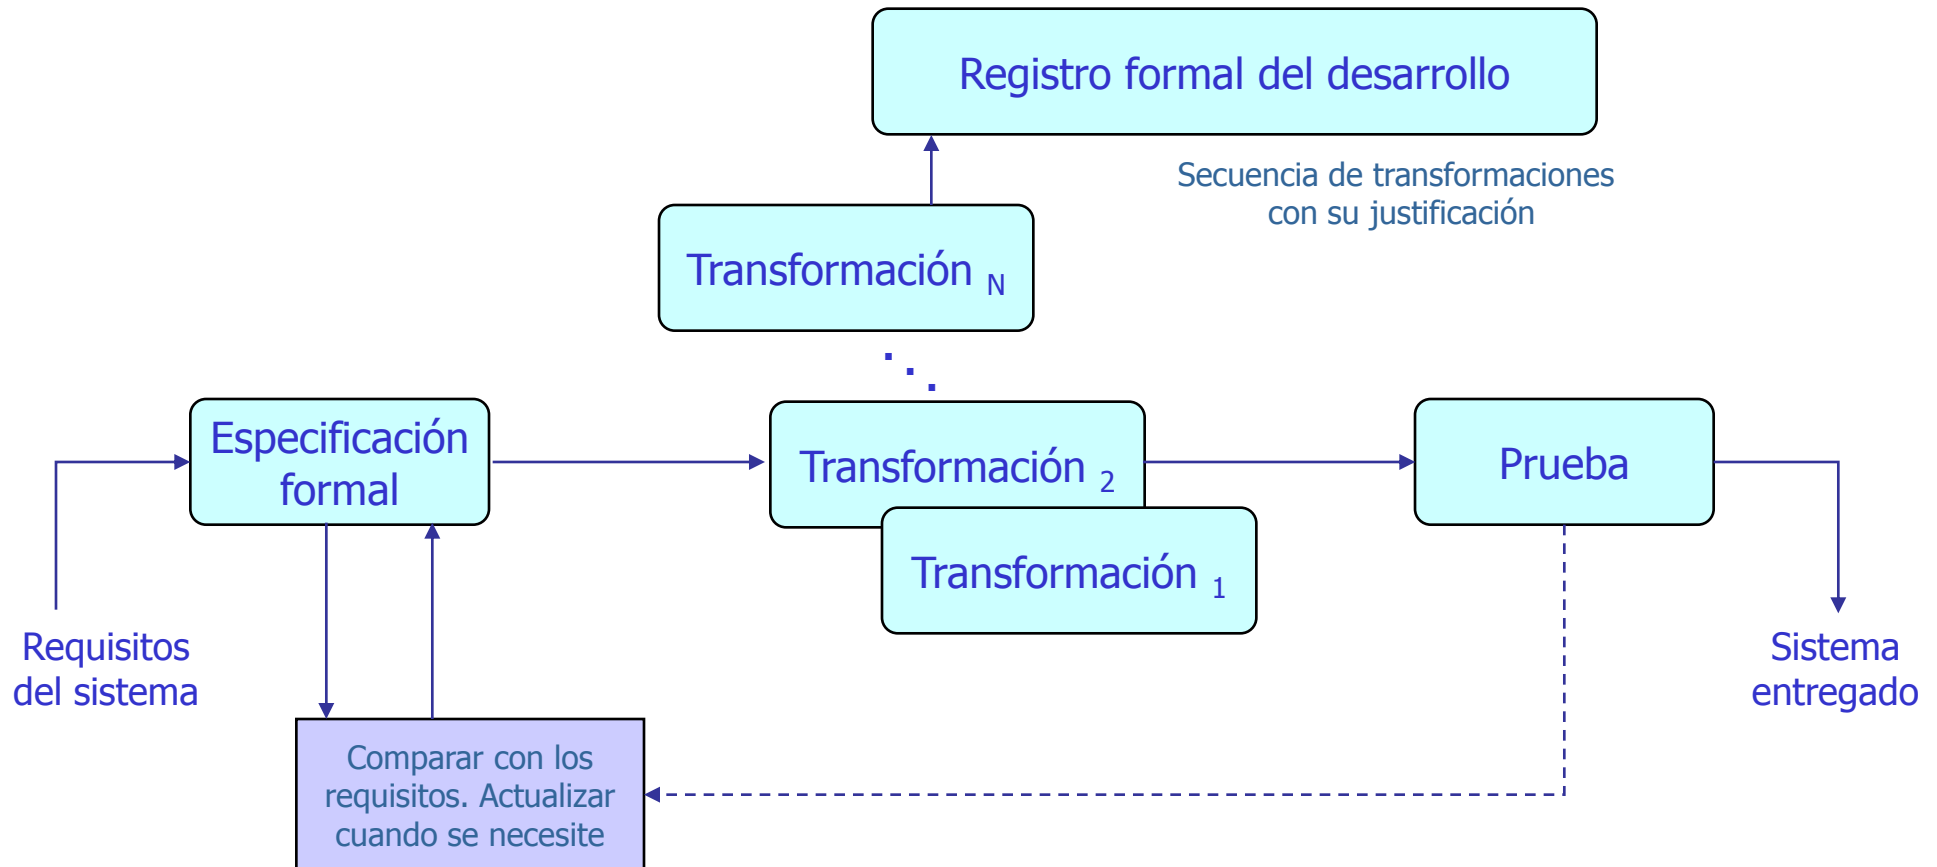 Registro formal del desarrollo
Secuencia de transformaciones
con su justificación
Transformación N
Especificación
formal
Transformación 2
Transformación 1
Prueba
Requisitos
del sistema
Sistema
entregado
Comparar con los
requisitos. Actualizar
cuando se necesite